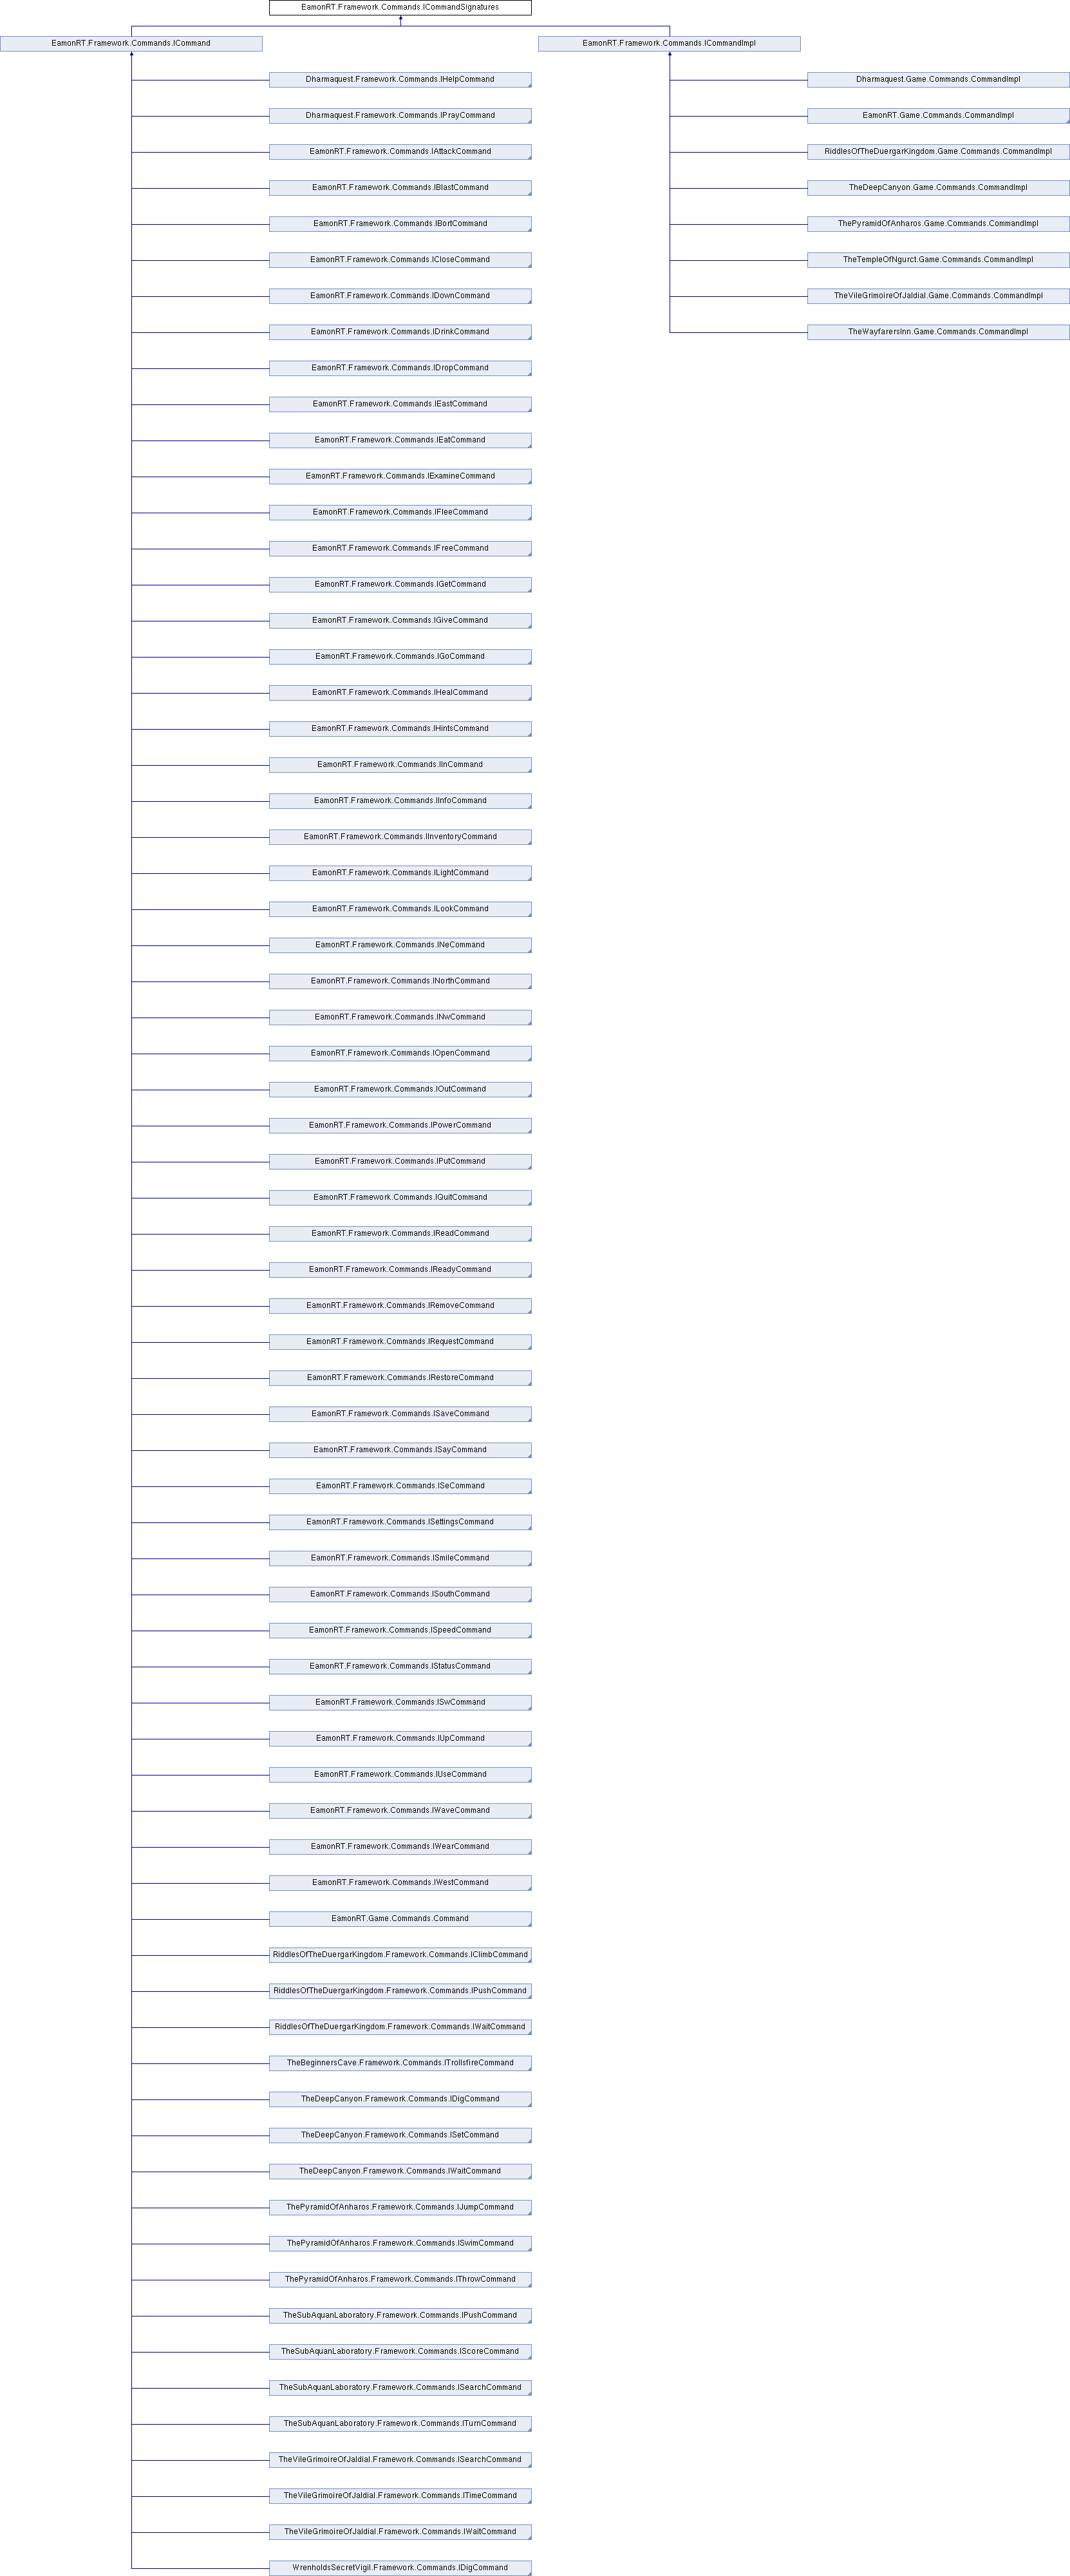 EamonRT.Framework.Commands.ICommandSignatures
EamonRT.Framework.Commands.ICommand
EamonRT.Framework.Commands.ICommandImpl
Dharmaquest.Framework.Commands.IHelpCommand
Dharmaquest.Game.Commands.CommandImpl
Dharmaquest.Framework.Commands.IPrayCommand
EamonRT.Game.Commands.CommandImpl
EamonRT.Framework.Commands.IAttackCommand
RiddlesOfTheDuergarKingdom.Game.Commands.CommandImpl
EamonRT.Framework.Commands.IBlastCommand
TheDeepCanyon.Game.Commands.CommandImpl
EamonRT.Framework.Commands.IBortCommand
ThePyramidOfAnharos.Game.Commands.CommandImpl
EamonRT.Framework.Commands.ICloseCommand
TheTempleOfNgurct.Game.Commands.CommandImpl
EamonRT.Framework.Commands.IDownCommand
TheVileGrimoireOfJaldial.Game.Commands.CommandImpl
EamonRT.Framework.Commands.IDrinkCommand
TheWayfarersInn.Game.Commands.CommandImpl
EamonRT.Framework.Commands.IDropCommand
EamonRT.Framework.Commands.IEastCommand
EamonRT.Framework.Commands.IEatCommand
EamonRT.Framework.Commands.IExamineCommand
EamonRT.Framework.Commands.IFleeCommand
EamonRT.Framework.Commands.IFreeCommand
EamonRT.Framework.Commands.IGetCommand
EamonRT.Framework.Commands.IGiveCommand
EamonRT.Framework.Commands.IGoCommand
EamonRT.Framework.Commands.IHealCommand
EamonRT.Framework.Commands.IHintsCommand
EamonRT.Framework.Commands.IInCommand
EamonRT.Framework.Commands.IInfoCommand
EamonRT.Framework.Commands.IInventoryCommand
EamonRT.Framework.Commands.ILightCommand
EamonRT.Framework.Commands.ILookCommand
EamonRT.Framework.Commands.INeCommand
EamonRT.Framework.Commands.INorthCommand
EamonRT.Framework.Commands.INwCommand
EamonRT.Framework.Commands.IOpenCommand
EamonRT.Framework.Commands.IOutCommand
EamonRT.Framework.Commands.IPowerCommand
EamonRT.Framework.Commands.IPutCommand
EamonRT.Framework.Commands.IQuitCommand
EamonRT.Framework.Commands.IReadCommand
EamonRT.Framework.Commands.IReadyCommand
EamonRT.Framework.Commands.IRemoveCommand
EamonRT.Framework.Commands.IRequestCommand
EamonRT.Framework.Commands.IRestoreCommand
EamonRT.Framework.Commands.ISaveCommand
EamonRT.Framework.Commands.ISayCommand
EamonRT.Framework.Commands.ISeCommand
EamonRT.Framework.Commands.ISettingsCommand
EamonRT.Framework.Commands.ISmileCommand
EamonRT.Framework.Commands.ISouthCommand
EamonRT.Framework.Commands.ISpeedCommand
EamonRT.Framework.Commands.IStatusCommand
EamonRT.Framework.Commands.ISwCommand
EamonRT.Framework.Commands.IUpCommand
EamonRT.Framework.Commands.IUseCommand
EamonRT.Framework.Commands.IWaveCommand
EamonRT.Framework.Commands.IWearCommand
EamonRT.Framework.Commands.IWestCommand
EamonRT.Game.Commands.Command
RiddlesOfTheDuergarKingdom.Framework.Commands.IClimbCommand
RiddlesOfTheDuergarKingdom.Framework.Commands.IPushCommand
RiddlesOfTheDuergarKingdom.Framework.Commands.IWaitCommand
TheBeginnersCave.Framework.Commands.ITrollsfireCommand
TheDeepCanyon.Framework.Commands.IDigCommand
TheDeepCanyon.Framework.Commands.ISetCommand
TheDeepCanyon.Framework.Commands.IWaitCommand
ThePyramidOfAnharos.Framework.Commands.IJumpCommand
ThePyramidOfAnharos.Framework.Commands.ISwimCommand
ThePyramidOfAnharos.Framework.Commands.IThrowCommand
TheSubAquanLaboratory.Framework.Commands.IPushCommand
TheSubAquanLaboratory.Framework.Commands.IScoreCommand
TheSubAquanLaboratory.Framework.Commands.ISearchCommand
TheSubAquanLaboratory.Framework.Commands.ITurnCommand
TheVileGrimoireOfJaldial.Framework.Commands.ISearchCommand
TheVileGrimoireOfJaldial.Framework.Commands.ITimeCommand
TheVileGrimoireOfJaldial.Framework.Commands.IWaitCommand
WrenholdsSecretVigil.Framework.Commands.IDigCommand